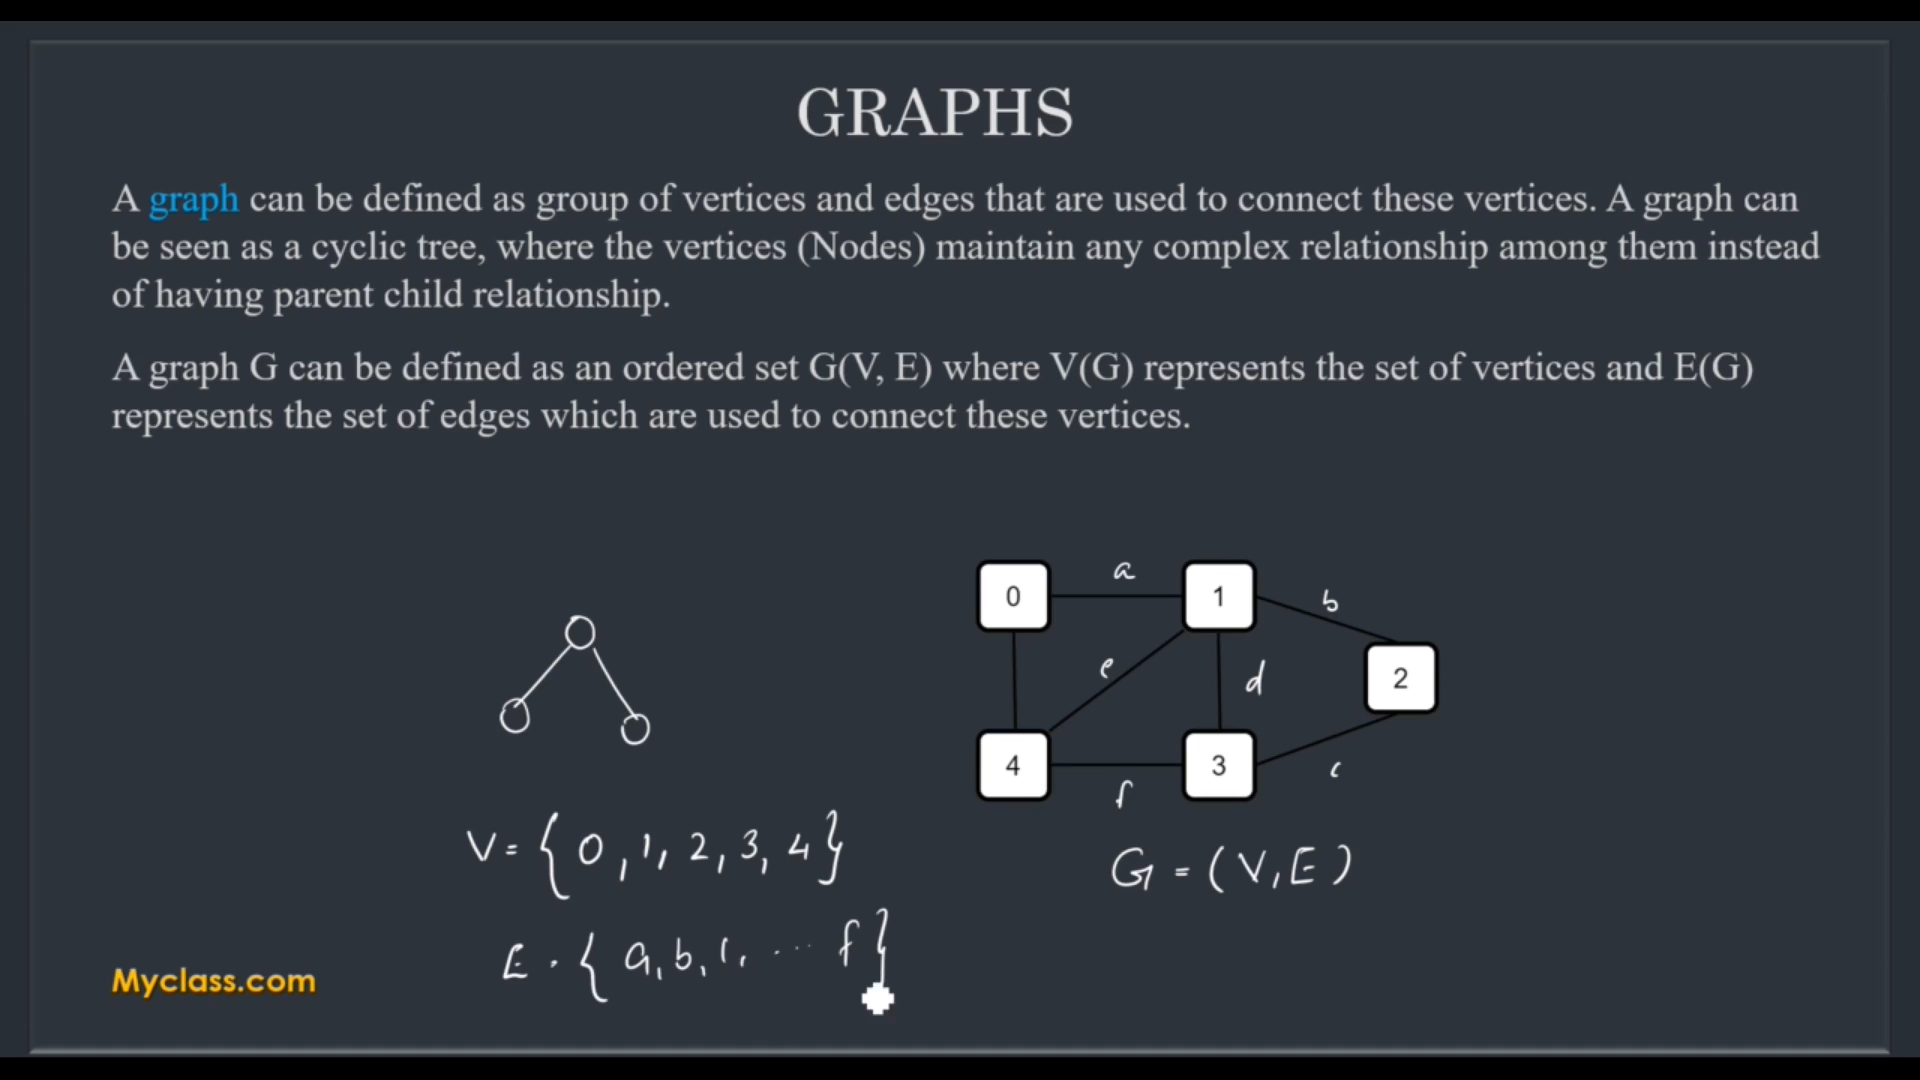 GRAPHS
A graph can be defined as group of vertices and edges that are used to connect these vertices. A graph can
be seen as a cyclic tree, where the vertices (Nodes) maintain any complex relationship among them instead
of having parent child relationship.
A graph G can be defined as an ordered set G(V, E) where V(G) represents the set of vertices and E(G)
represents the set of edges which are used to connect these vertices.
0 a 1 b
e d 2
4 f 3 c
V = { 0, 1, 2, 3, 4 }
G = (V, E)
E = { a, b, c, ... f }
Myclass.com